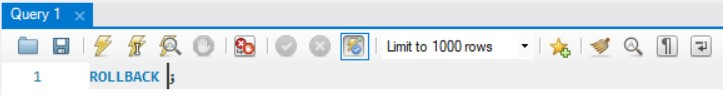 Query 1
Limit to 1000 rows
1 ROLLBACK ;